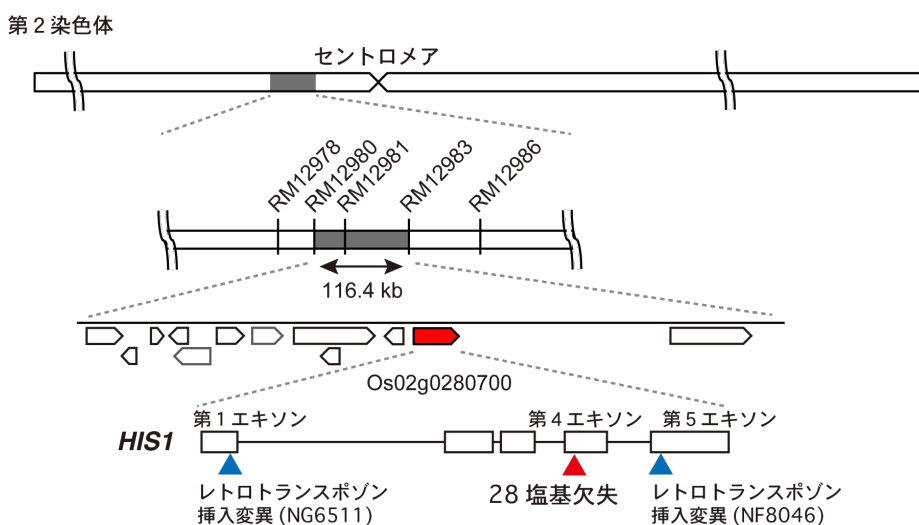 第2染色体
セントロメア
RM12978
RM12980
RM12981
RM12983
RM12986
116.4 kb
Os02g0280700
第1エキソン
第4エキソン
第5エキソン
HIS1
レトロトランスポゾン
挿入変異(NG6511)
28塩基欠失
レトロトランスポゾン
挿入変異(NF8046)